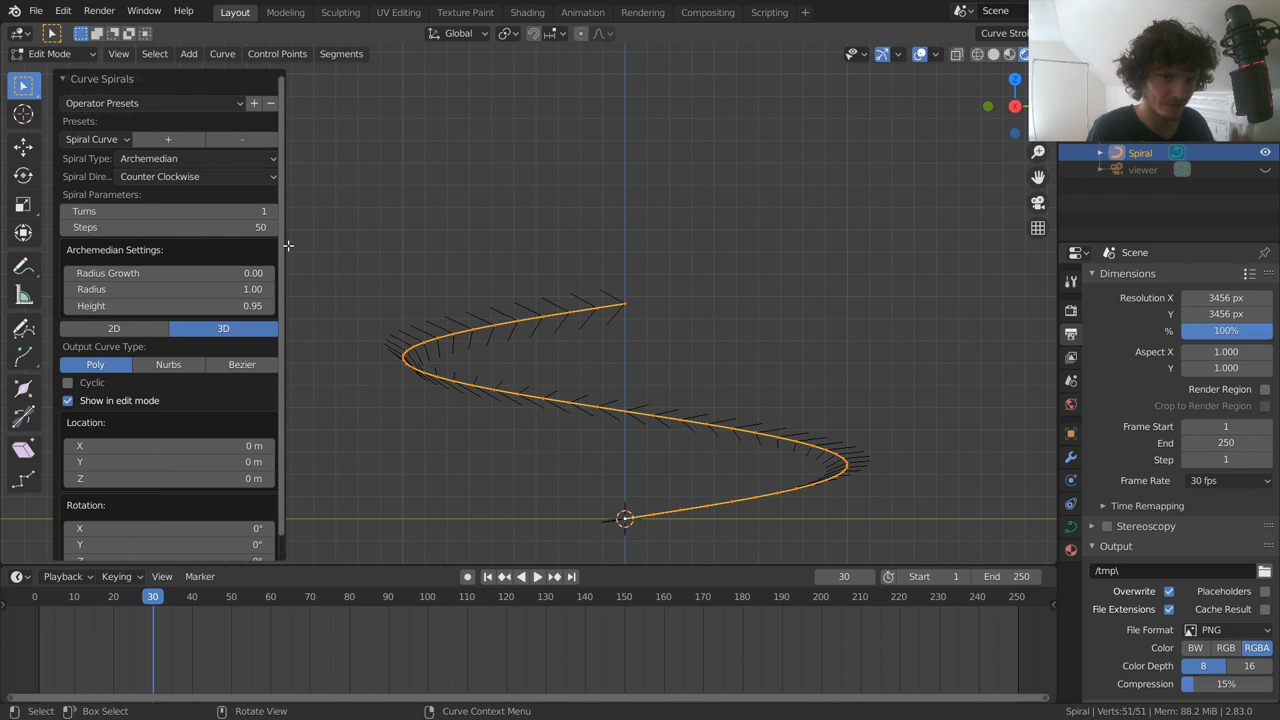 File Edit Render Window Help Layout Modeling Sculpting UV Editing Texture Paint Shading Animation Rendering Compositing Scripting + Scene
Global Curve Stro
Edit Mode View Select Add Curve Control Points Segments
Curve Spirals
Operator Presets + −
Presets:
Spiral Curve + -
Spiral Type: Archemedian
Spiral Dire... Counter Clockwise
Spiral Parameters:
Turns 1
Steps 50
Archemedian Settings:
Radius Growth 0.00
Radius 1.00
Height 0.95
2D 3D
Output Curve Type:
Poly Nurbs Bezier
Cyclic
Show in edit mode
Location:
X 0 m
Y 0 m
Z 0 m
Rotation:
X 0°
Y 0°
Z
X
Spiral
viewer
Scene
Dimensions
Resolution X 3456 px
Y 3456 px
% 100%
Aspect X 1.000
Y 1.000
Render Region
Crop to Render Region
Frame Start 1
End 250
Step 1
Frame Rate 30 fps
Time Remapping
Stereoscopy
Output
/tmp\
Overwrite Placeholders
File Extensions Cache Result
File Format PNG
Color BW RGB RGBA
Color Depth 8 16
Compression 15%
Playback Keying View Marker 30 Start 1 End 250
0 10 20 30 40 50 60 70 80 90 100 110 120 130 140 150 160 170 180 190 200 210 220 230 240 250
Select Box Select Rotate View Curve Context Menu Spiral | Verts:51/51 | Mem: 88.2 MiB | 2.83.0